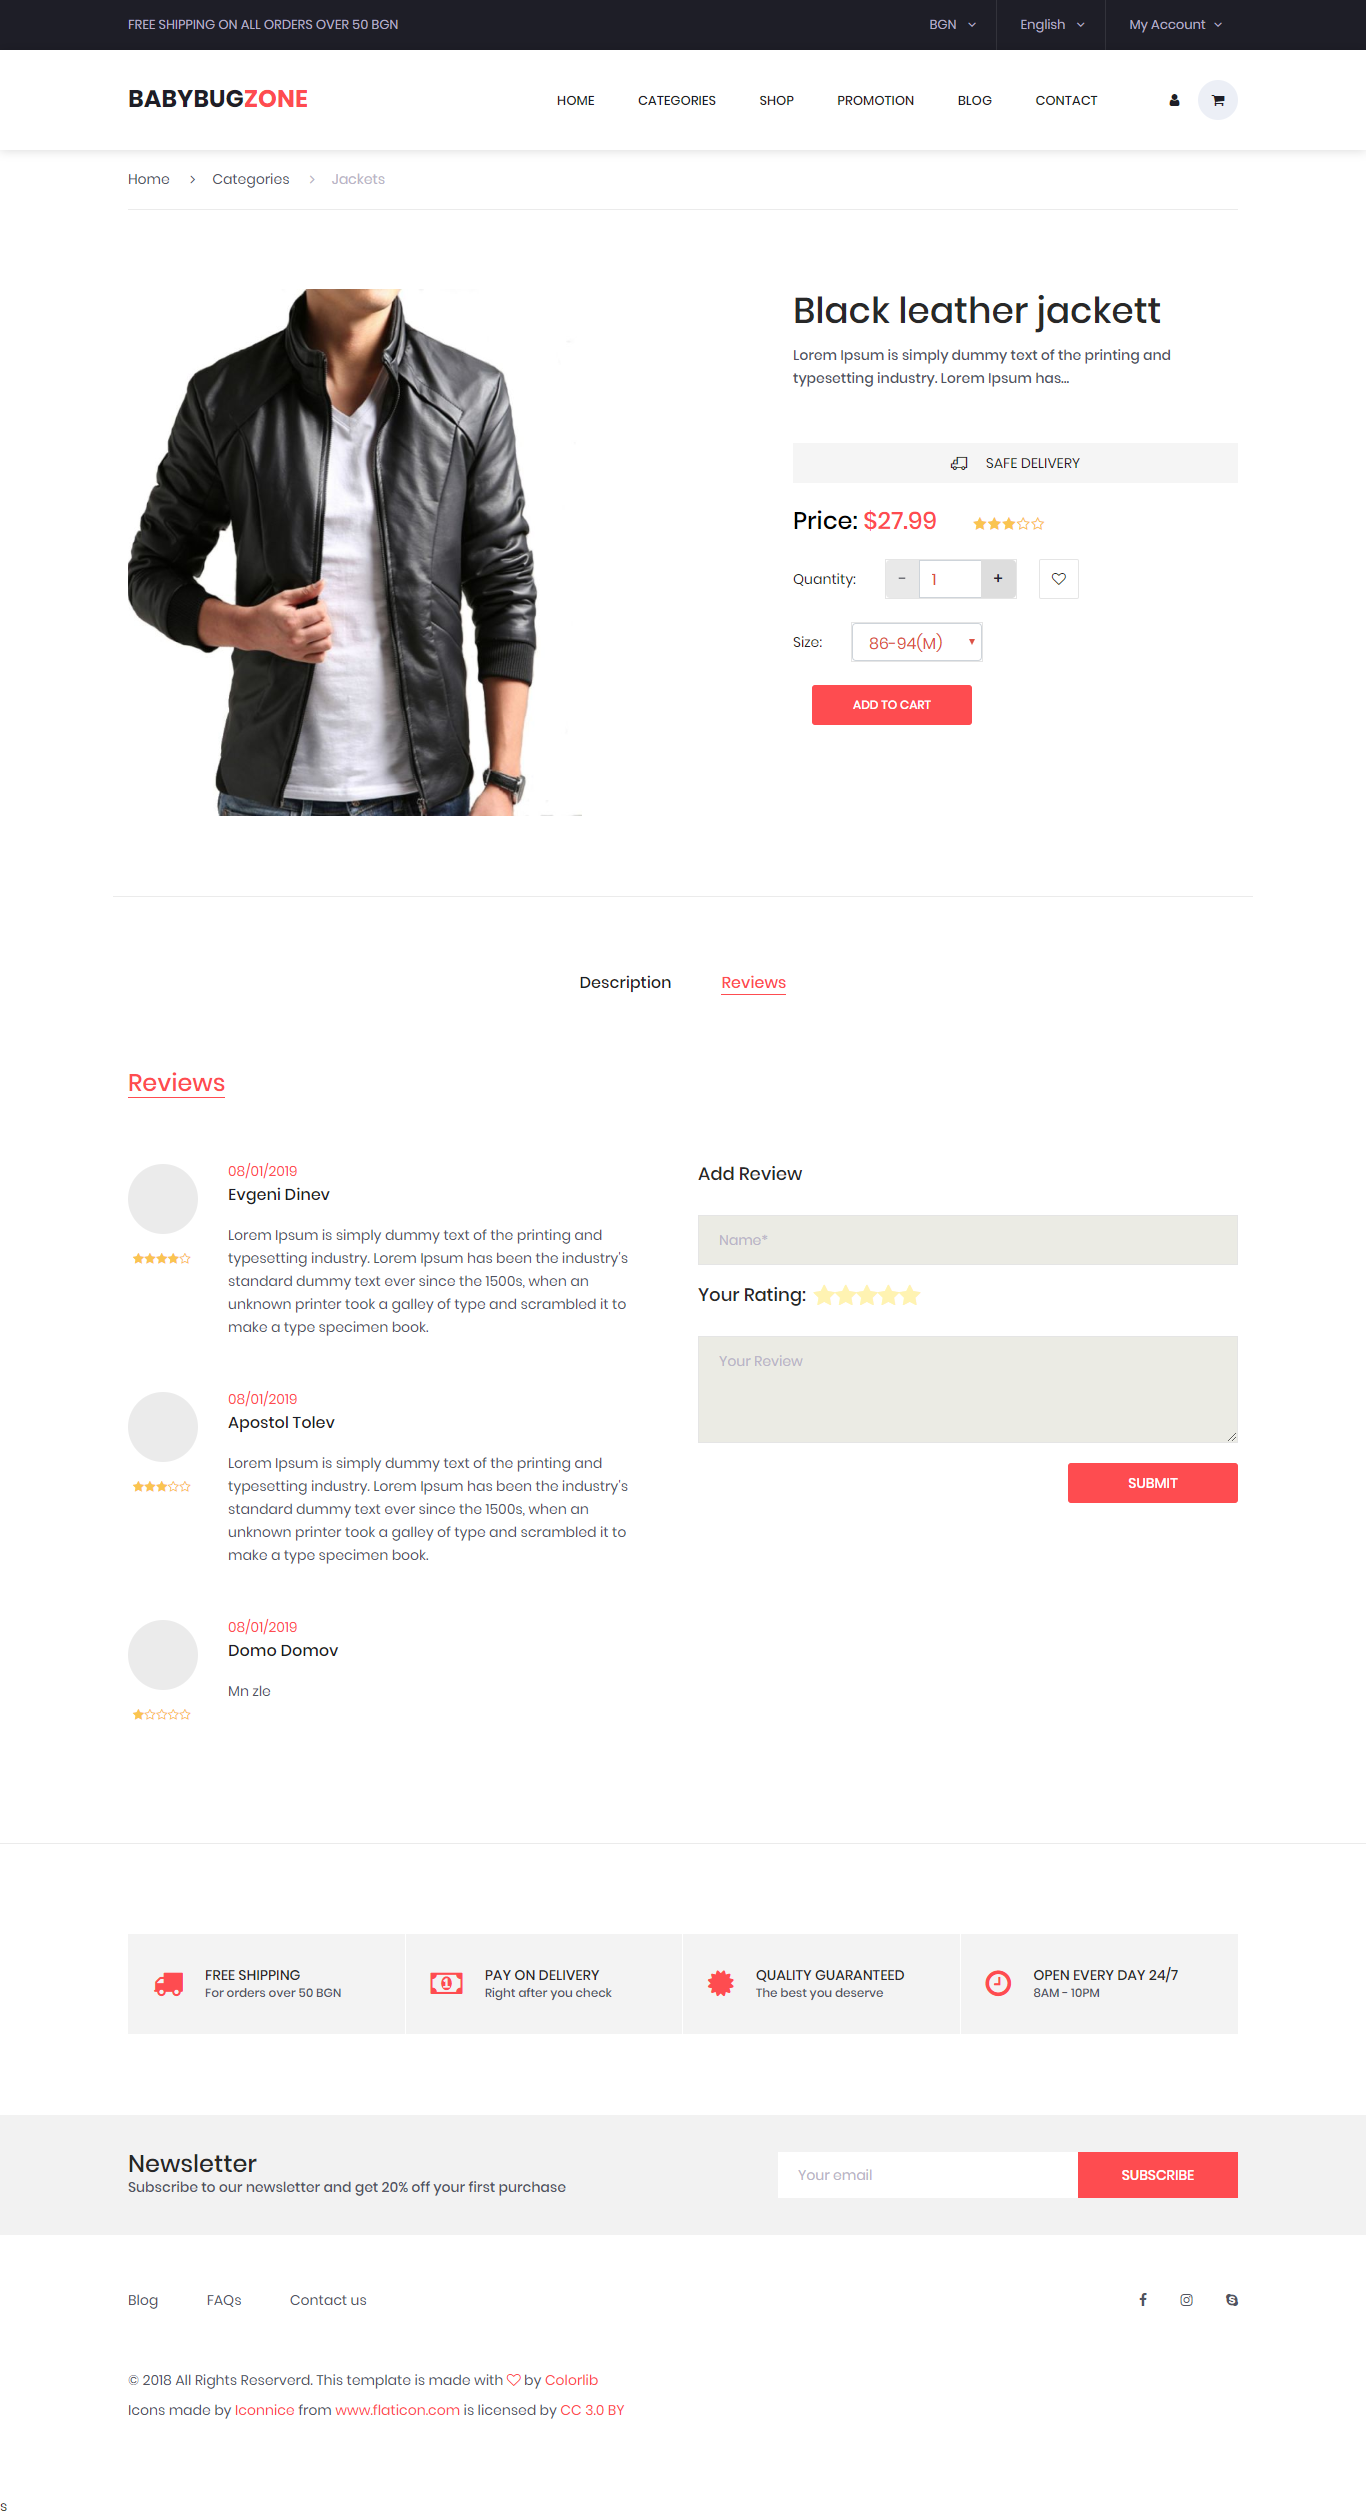 FREE SHIPPING ON ALL ORDERS OVER 50 BGN
BGN
English
My Account
BABYBUGZONE
HOME
CATEGORIES
SHOP
PROMOTION
BLOG
CONTACT
Home > Categories > Jackets
Black leather jackett
Lorem Ipsum is simply dummy text of the printing and
typesetting industry. Lorem Ipsum has...
SAFE DELIVERY
Price: $27.99
Quantity: - 1 +
Size: 86-94(M)
ADD TO CART
Description
Reviews
Reviews
08/01/2019
Evgeni Dinev
Lorem Ipsum is simply dummy text of the printing and
typesetting industry. Lorem Ipsum has been the industry's
standard dummy text ever since the 1500s, when an
unknown printer took a galley of type and scrambled it to
make a type specimen book.
08/01/2019
Apostol Tolev
Lorem Ipsum is simply dummy text of the printing and
typesetting industry. Lorem Ipsum has been the industry's
standard dummy text ever since the 1500s, when an
unknown printer took a galley of type and scrambled it to
make a type specimen book.
08/01/2019
Domo Domov
Mn zle
Add Review
Name*
Your Rating:
Your Review
SUBMIT
FREE SHIPPING
For orders over 50 BGN
PAY ON DELIVERY
Right after you check
QUALITY GUARANTEED
The best you deserve
OPEN EVERY DAY 24/7
8AM - 10PM
Newsletter
Subscribe to our newsletter and get 20% off your first purchase
Your email
SUBSCRIBE
Blog
FAQs
Contact us
© 2018 All Rights Reserverd. This template is made with ♡ by Colorlib
Icons made by Iconnice from www.flaticon.com is licensed by CC 3.0 BY
s